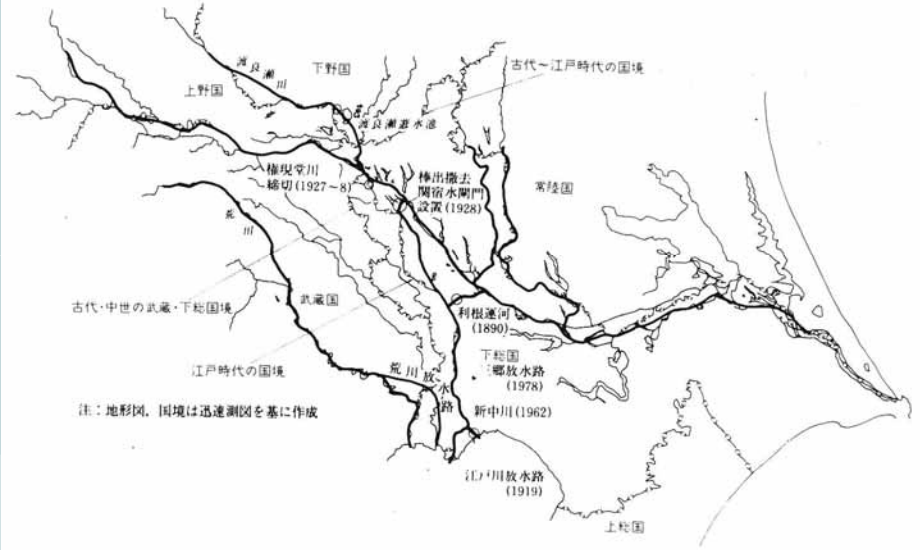 渡良瀬川
下野国
古代～江戸時代の国境
上野国
渡良瀬遊水池
権現堂川
締切(1927～8)
棒出撤去
関宿水閘門
設置(1928)
常陸国
荒川
古代・中世の武蔵・下総国境
武蔵国
利根運河
(1890)
江戸時代の国境
下総国
荒川放水路
三郷放水路
(1978)
注：地形図，国境は迅速測図を基に作成
新中川(1962)
江戸川放水路
(1919)
上総国